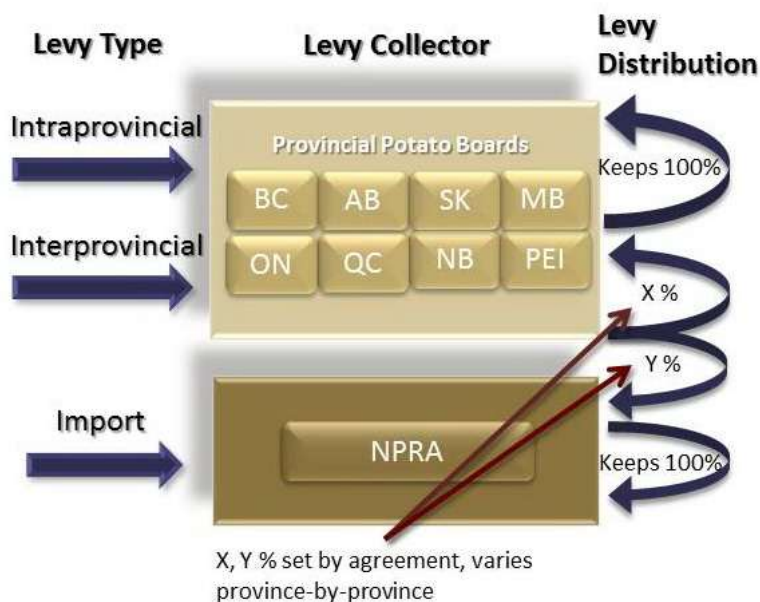 Levy Type
Levy Collector
Levy
Distribution
Intraprovincial
Provincial Potato Boards
Keeps 100%
BC
AB
SK
MB
Interprovincial
ON
QC
NB
PEI
X %
Y %
Import
NPRA
Keeps 100%
X, Y % set by agreement, varies
province-by-province